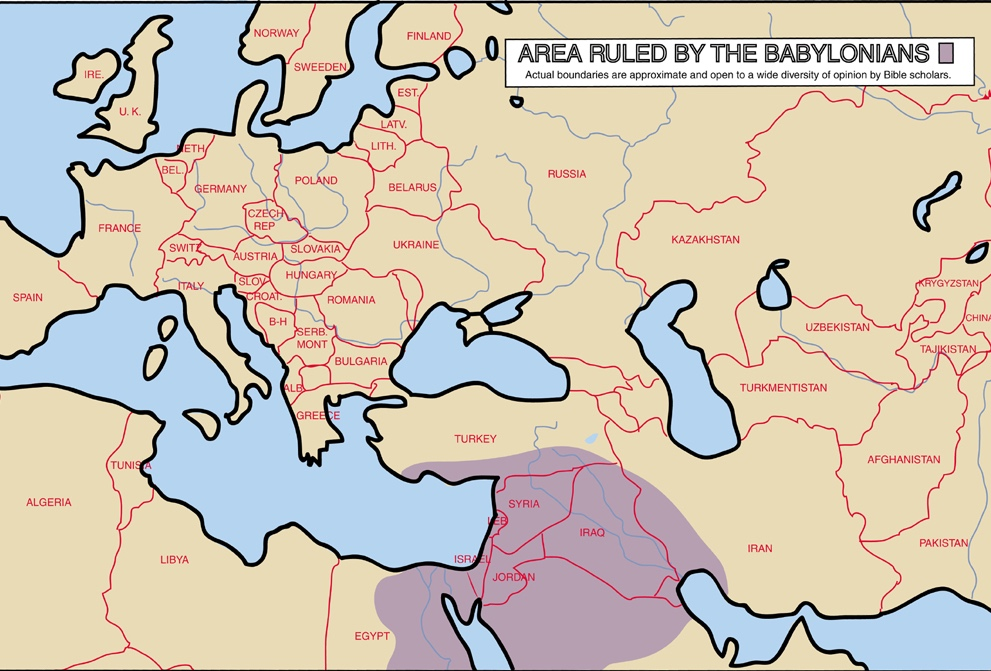 AREA RULED BY THE BABYLONIANS
Actual boundaries are approximate and open to a wide diversity of opinion by Bible scholars.
NORWAY
FINLAND
SWEEDEN
IRE.
U. K.
EST.
LATV.
LITH.
NETH
BEL.
GERMANY
POLAND
BELARUS
RUSSIA
CZECH
REP
FRANCE
SWITZ
AUSTRIA
SLOVAKIA
UKRAINE
KAZAKHSTAN
ITALY
SLOV
HUNGARY
CROAT.
ROMANIA
SPAIN
B-H
SERB.
MONT
BULGARIA
KRYGYZSTAN
CHINA
UZBEKISTAN
TAJIKISTAN
ALB
GREECE
TURKMENTISTAN
TURKEY
AFGHANISTAN
TUNISIA
ALGERIA
SYRIA
LEB
IRAQ
IRAN
PAKISTAN
LIBYA
ISRAEL
JORDAN
EGYPT